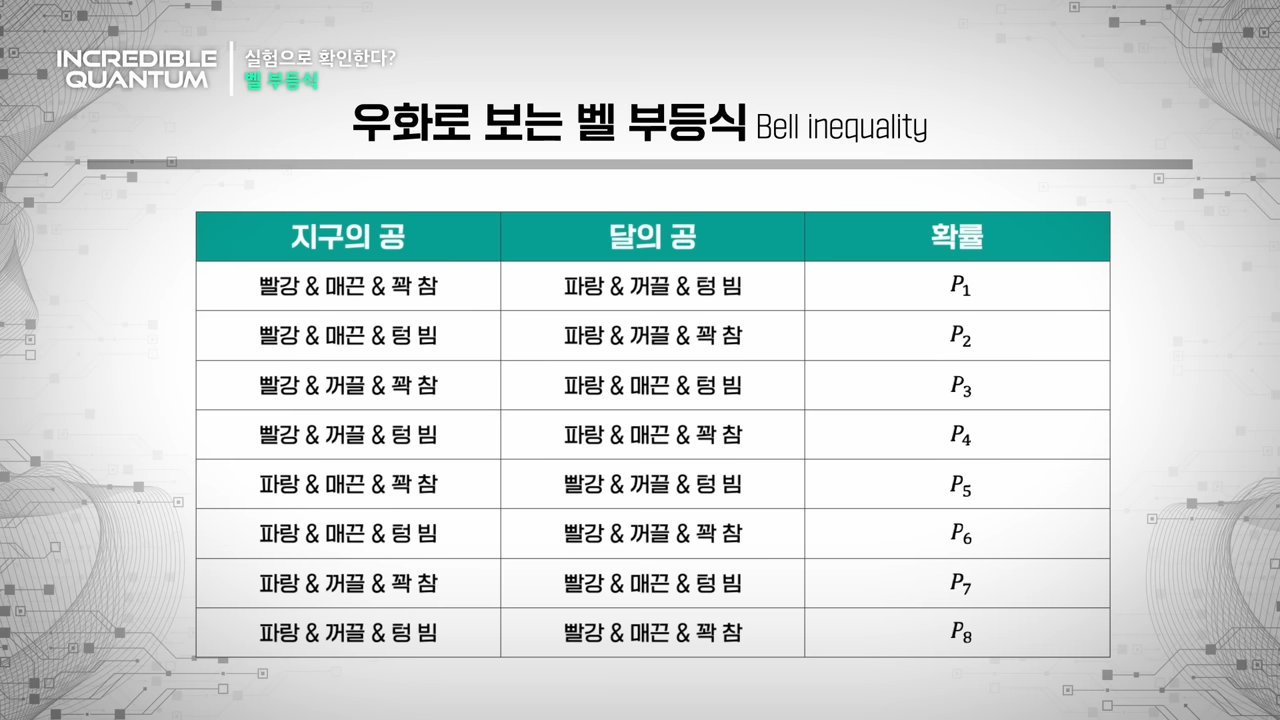 INCREDIBLE
QUANTUM
실험으로 확인한다?
벨 부등식
우화로 보는 벨 부등식 Bell inequality
지구의 공 달의 공 확률
빨강 & 매끈 & 꽉 참 파랑 & 꺼끌 & 텅 빔 P₁
빨강 & 매끈 & 텅 빔 파랑 & 꺼끌 & 꽉 참 P₂
빨강 & 꺼끌 & 꽉 참 파랑 & 매끈 & 텅 빔 P₃
빨강 & 꺼끌 & 텅 빔 파랑 & 매끈 & 꽉 참 P₄
파랑 & 매끈 & 꽉 참 빨강 & 꺼끌 & 텅 빔 P₅
파랑 & 매끈 & 텅 빔 빨강 & 꺼끌 & 꽉 참 P₆
파랑 & 꺼끌 & 꽉 참 빨강 & 매끈 & 텅 빔 P₇
파랑 & 꺼끌 & 텅 빔 빨강 & 매끈 & 꽉 참 P₈